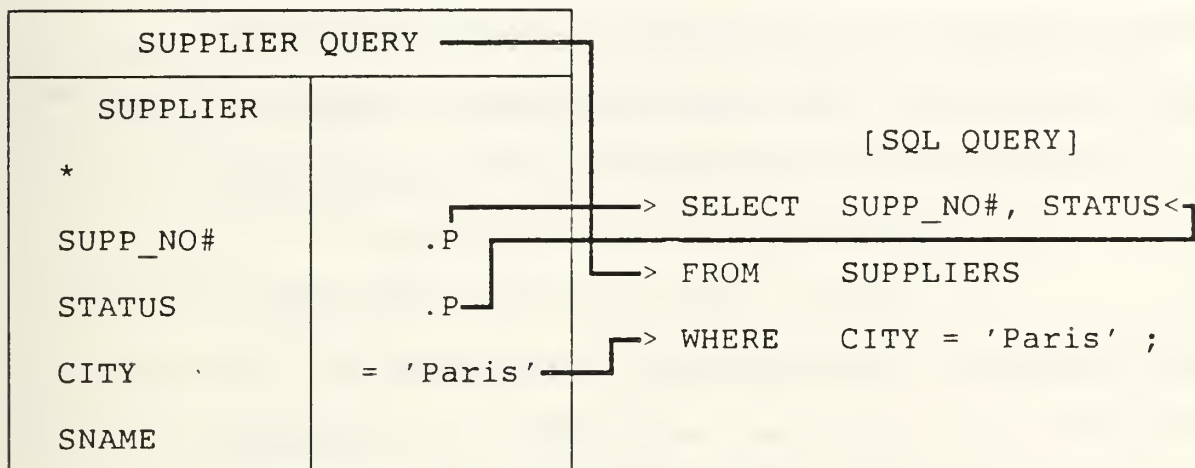 SUPPLIER QUERY
SUPPLIER
*
SUPP_NO# .P
STATUS .P
CITY = 'Paris'
SNAME
[SQL QUERY]
> SELECT SUPP_NO#, STATUS<
> FROM SUPPLIERS
> WHERE CITY = 'Paris' ;